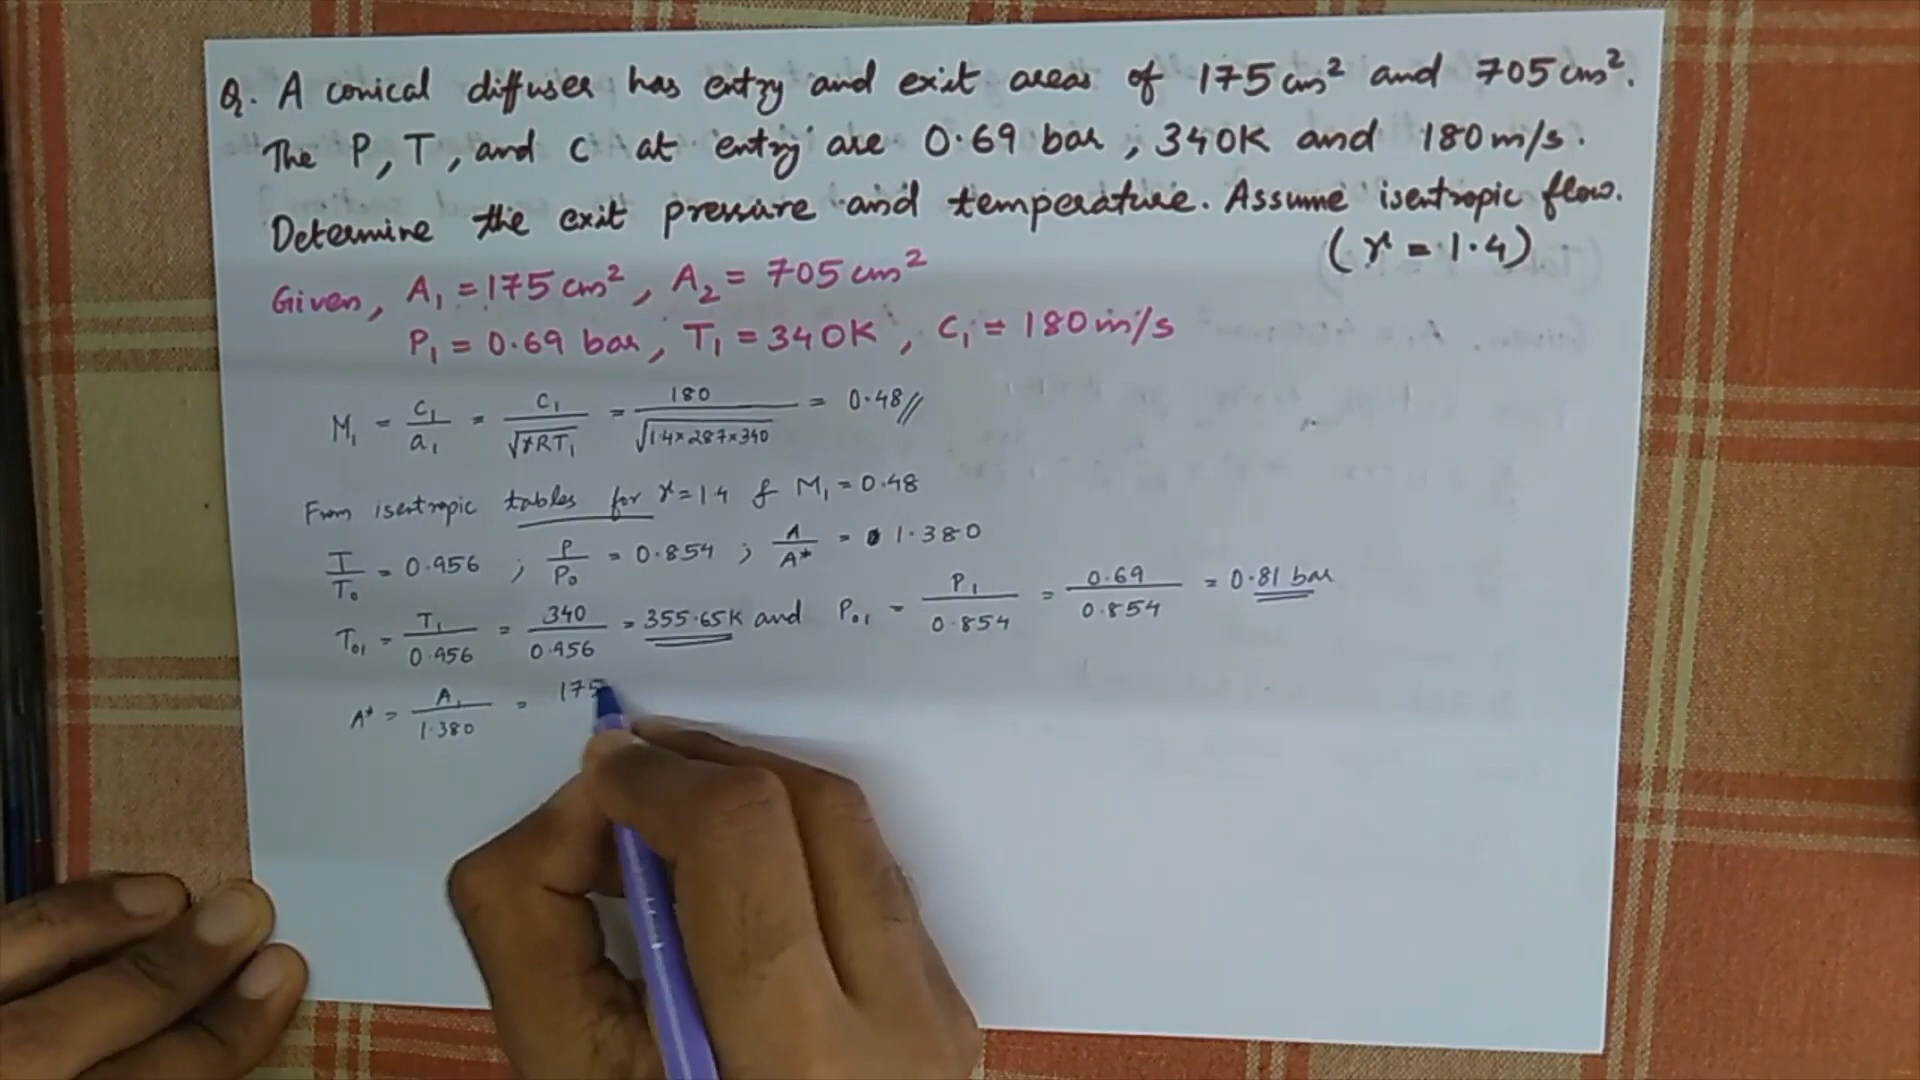 Q. A conical diffuser has entry and exit areas of 175 cm² and 705 cm².
The P, T, and C at entry are 0.69 bar, 340K and 180 m/s.
Determine the exit pressure and temperature. Assume isentropic flow.
(γ = 1.4)
Given, A₁ = 175 cm², A₂ = 705 cm²
P₁ = 0.69 bar, T₁ = 340K, C₁ = 180 m/s
M₁ = C₁/a₁ = C₁/√γRT₁ = 180/√1.4×287×340 = 0.48//
From isentropic tables for γ = 1.4 & M₁ = 0.48
T/T₀ = 0.956 ; P/P₀ = 0.854 ; A/A* = 1.380
T₀₁ = T₁/0.956 = 340/0.956 = 355.65K and P₀₁ = P₁/0.854 = 0.69/0.854 = 0.81 bar
A* = A₁/1.380 = 175